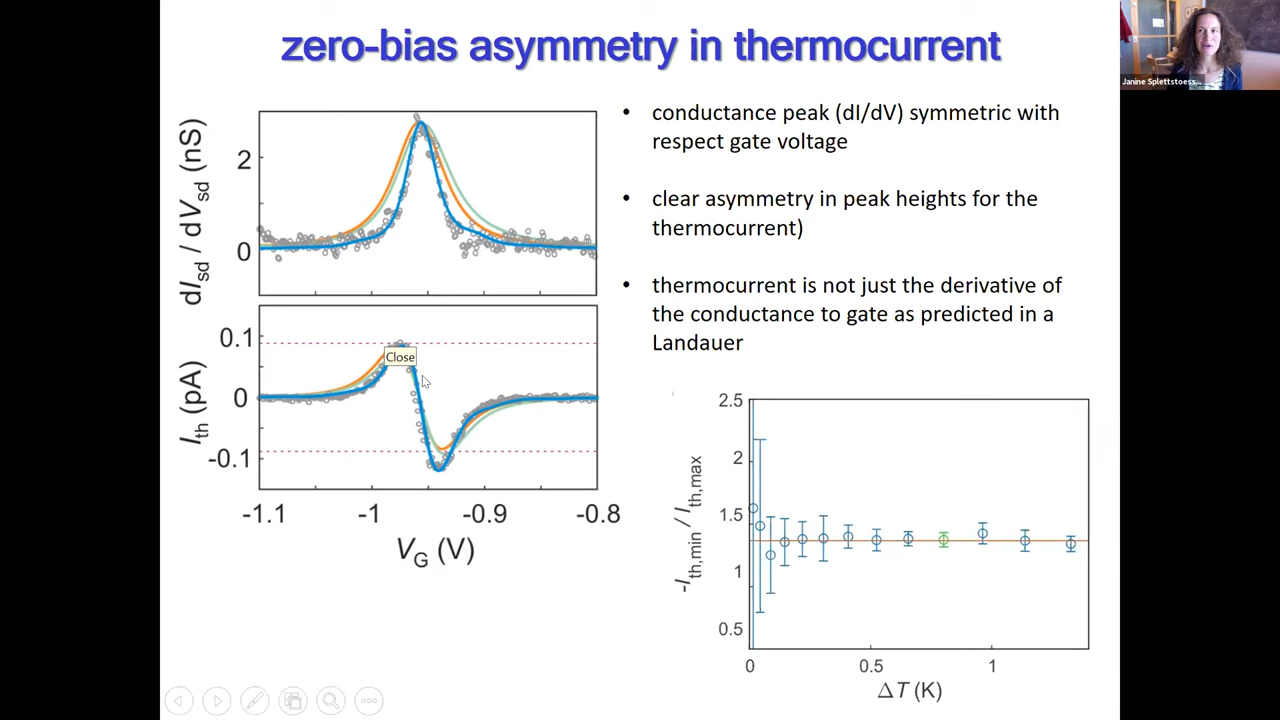 zero-bias asymmetry in thermocurrent
Janine Splettstoess...
dIsd / dVsd (nS)
2
0
Ith (pA)
0.1
0
-0.1
Close
-1.1
-1
-0.9
-0.8
VG (V)
• conductance peak (dI/dV) symmetric with
respect gate voltage
• clear asymmetry in peak heights for the
thermocurrent)
• thermocurrent is not just the derivative of
the conductance to gate as predicted in a
Landauer
-Ith,min / Ith,max
2.5
2
1.5
1
0.5
0
0.5
1
ΔT (K)